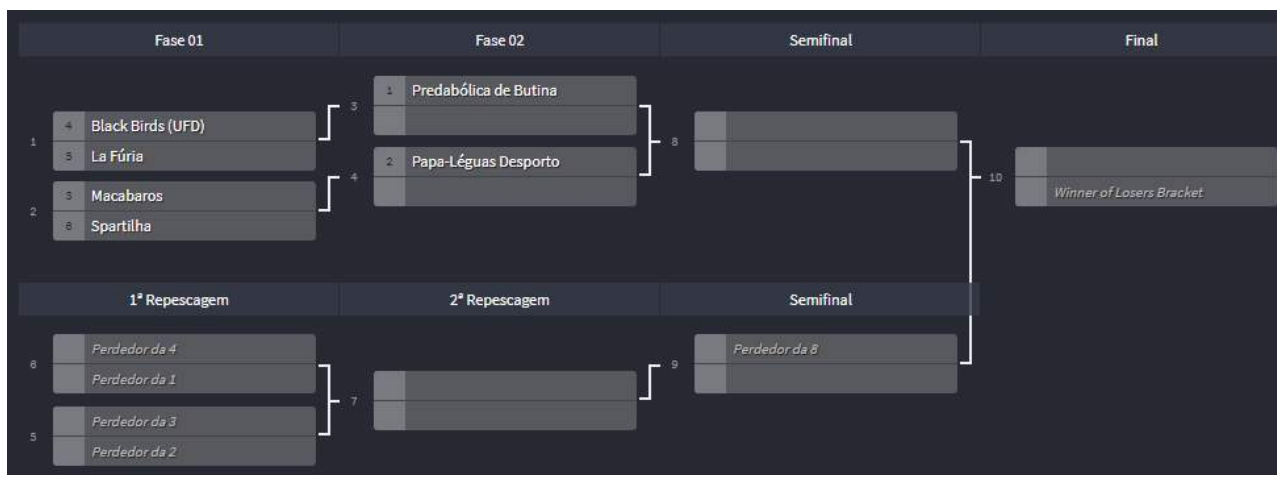 Fase 01 Fase 02 Semifinal Final
1 Predabólica de Butina
3
4 Black Birds (UFD)
1
5 La Fúria
8
2 Papa-Léguas Desporto
4
3 Macabaros
2
6 Spartilha
10
Winner of Losers Bracket
1ª Repescagem 2ª Repescagem Semifinal
Perdedor da 4
6
Perdedor da 1
7
Perdedor da 3
5
Perdedor da 2
Perdedor da 8
9